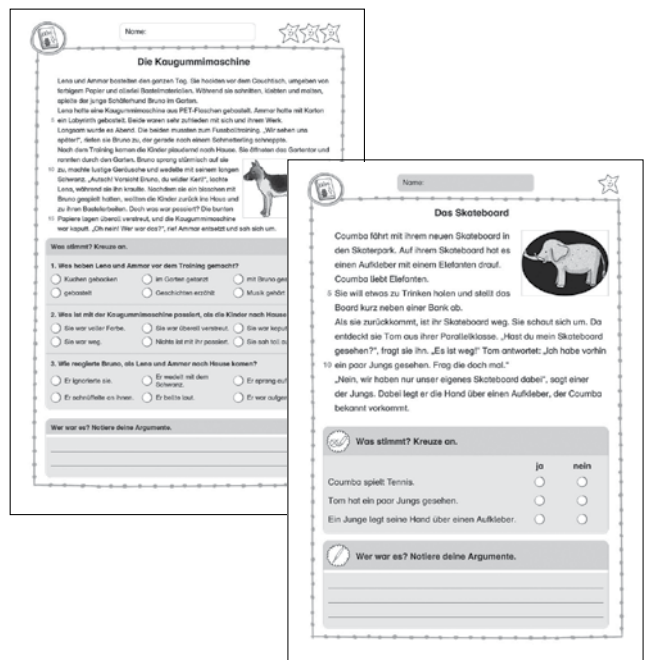 Name:
Die Kaugummimaschine
Lena und Ammar bastelten den ganzen Tag. Sie hockten vor dem Couchtisch, umgeben von
farbigem Papier und allerlei Bastelmaterialien. Während sie schnitten, klebten und malten,
spielte der junge Schäferhund Bruno im Garten.
Lena hatte eine Kaugummimaschine aus PET-Flaschen gebastelt. Ammar hatte mit Karton
5 ein Labyrinth gebastelt. Beide waren sehr zufrieden mit sich und ihrem Werk.
Langsam wurde es Abend. Die beiden mussten zum Fussballtraining. „Wir sehen uns
später!“, riefen sie Bruno zu, der gerade nach einem Schmetterling schnappte.
Nach dem Training kamen die Kinder plaudernd nach Hause. Sie öffneten das Gartentor und
rannten durch den Garten. Bruno sprang stürmisch auf sie
10 zu, machte lustige Geräusche und wedelte mit seinem langen
Schwanz. „Autsch! Vorsicht Bruno, du wilder Kerl!“, lachte
Lena, während sie ihn kraulte. Nachdem sie ein bisschen mit
Bruno gespielt hatten, wollten die Kinder zurück ins Haus und
zu ihren Bastelarbeiten. Doch was war passiert? Die bunten
15 Papiere lagen überall verstreut, und die Kaugummimaschine
war kaputt. „Oh nein! Wer war das?“, rief Ammar entsetzt und sah sich um.
Was stimmt? Kreuze an.
1. Was haben Lena und Ammar vor dem Training gemacht?
Kuchen gebacken im Garten getanzt mit Bruno
gebastelt Geschichten erzählt Musik gehört
2. Was ist mit der Kaugummimaschine passiert, als die Kinder nach Hause
Sie war voller Farbe. Sie war überall verstreut. Sie war kaput
Sie war weg. Nichts ist mit ihr passiert. Sie sah toll
3. Wie reagierte Bruno, als Lena und Ammar nach Hause kamen?
Er ignorierte sie. Er wedelt mit dem Schwanz. Er sprang auf
Er schnüffelte an ihnen. Er bellte laut. Er war
Wer war es? Notiere deine Argumente.
Name:
Das Skateboard
Coumba fährt mit ihrem neuen Skateboard in
den Skaterpark. Auf ihrem Skateboard hat es
einen Aufkleber mit einem Elefanten drauf.
Coumba liebt Elefanten.
5 Sie will etwas zu Trinken holen und stellt das
Board kurz neben einer Bank ab.
Als sie zurückkommt, ist ihr Skateboard weg. Sie schaut sich um. Da
entdeckt sie Tom aus ihrer Parallelklasse. „Hast du mein Skateboard
gesehen?“, fragt sie ihn. „Es ist weg!“ Tom antwortet: „Ich habe vorhin
10 ein paar Jungs gesehen. Frag die doch mal.“
„Nein, wir haben nur unser eigenes Skateboard dabei“, sagt einer
der Jungs. Dabei legt er die Hand über einen Aufkleber, der Coumba
bekannt vorkommt.
Was stimmt? Kreuze an.
ja nein
Coumba spielt Tennis.
Tom hat ein paar Jungs gesehen.
Ein Junge legt seine Hand über einen Aufkleber.
Wer war es? Notiere deine Argumente.